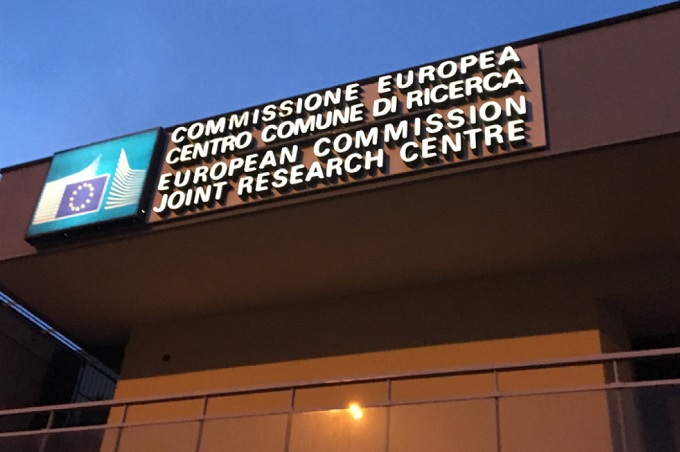 COMMISSIONE EUROPEA
CENTRO COMUNE DI RICERCA
EUROPEAN COMMISSION
JOINT RESEARCH CENTRE